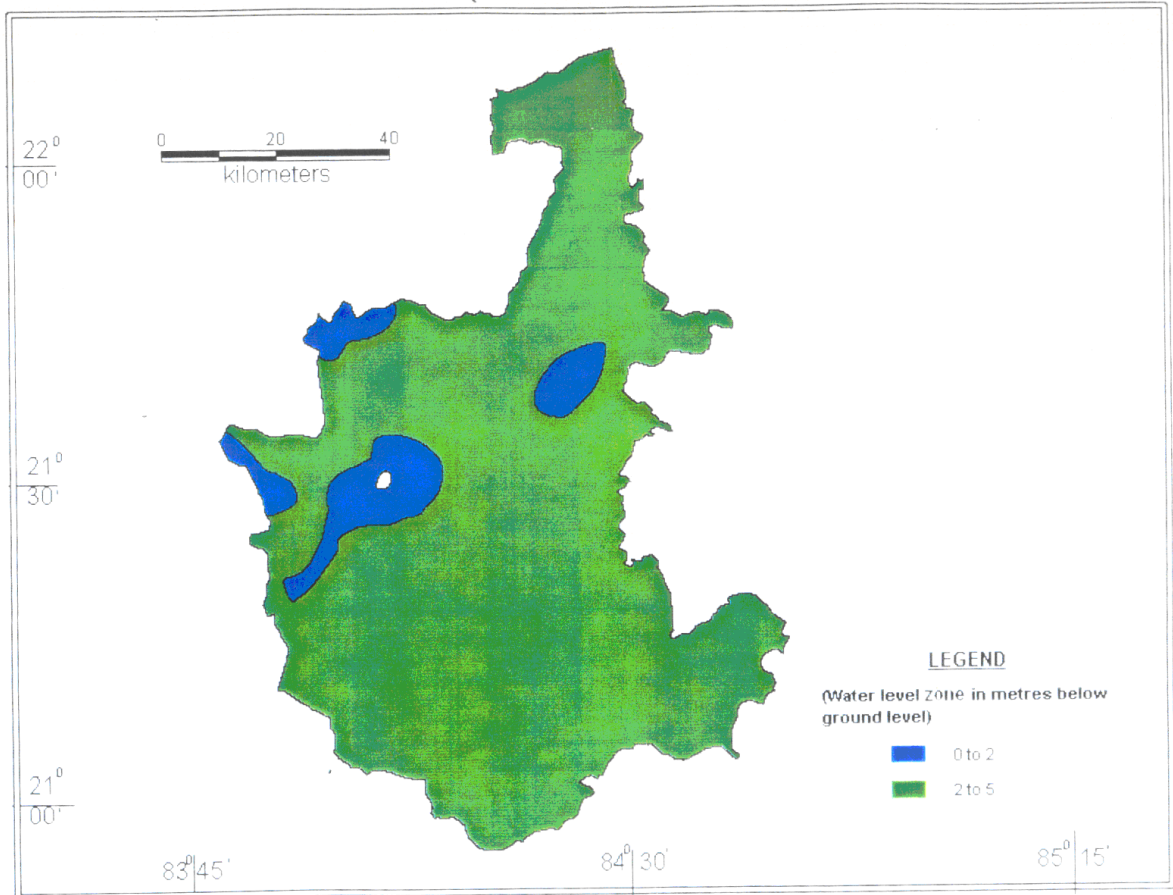 0 20 40
kilometers
22⁰
00'
21⁰
30'
21⁰
00'
83⁰45'
84⁰30'
85⁰15'
LEGEND
(Water level zone in metres below
ground level)
0 to 2
2 to 5